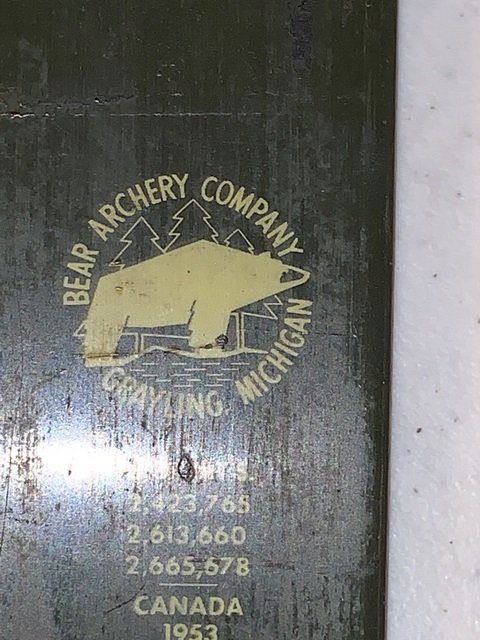 BEAR ARCHERY COMPANY
GRAYLING, MICHIGAN
2,423,765
2,613,660
2,665,678
CANADA
1953